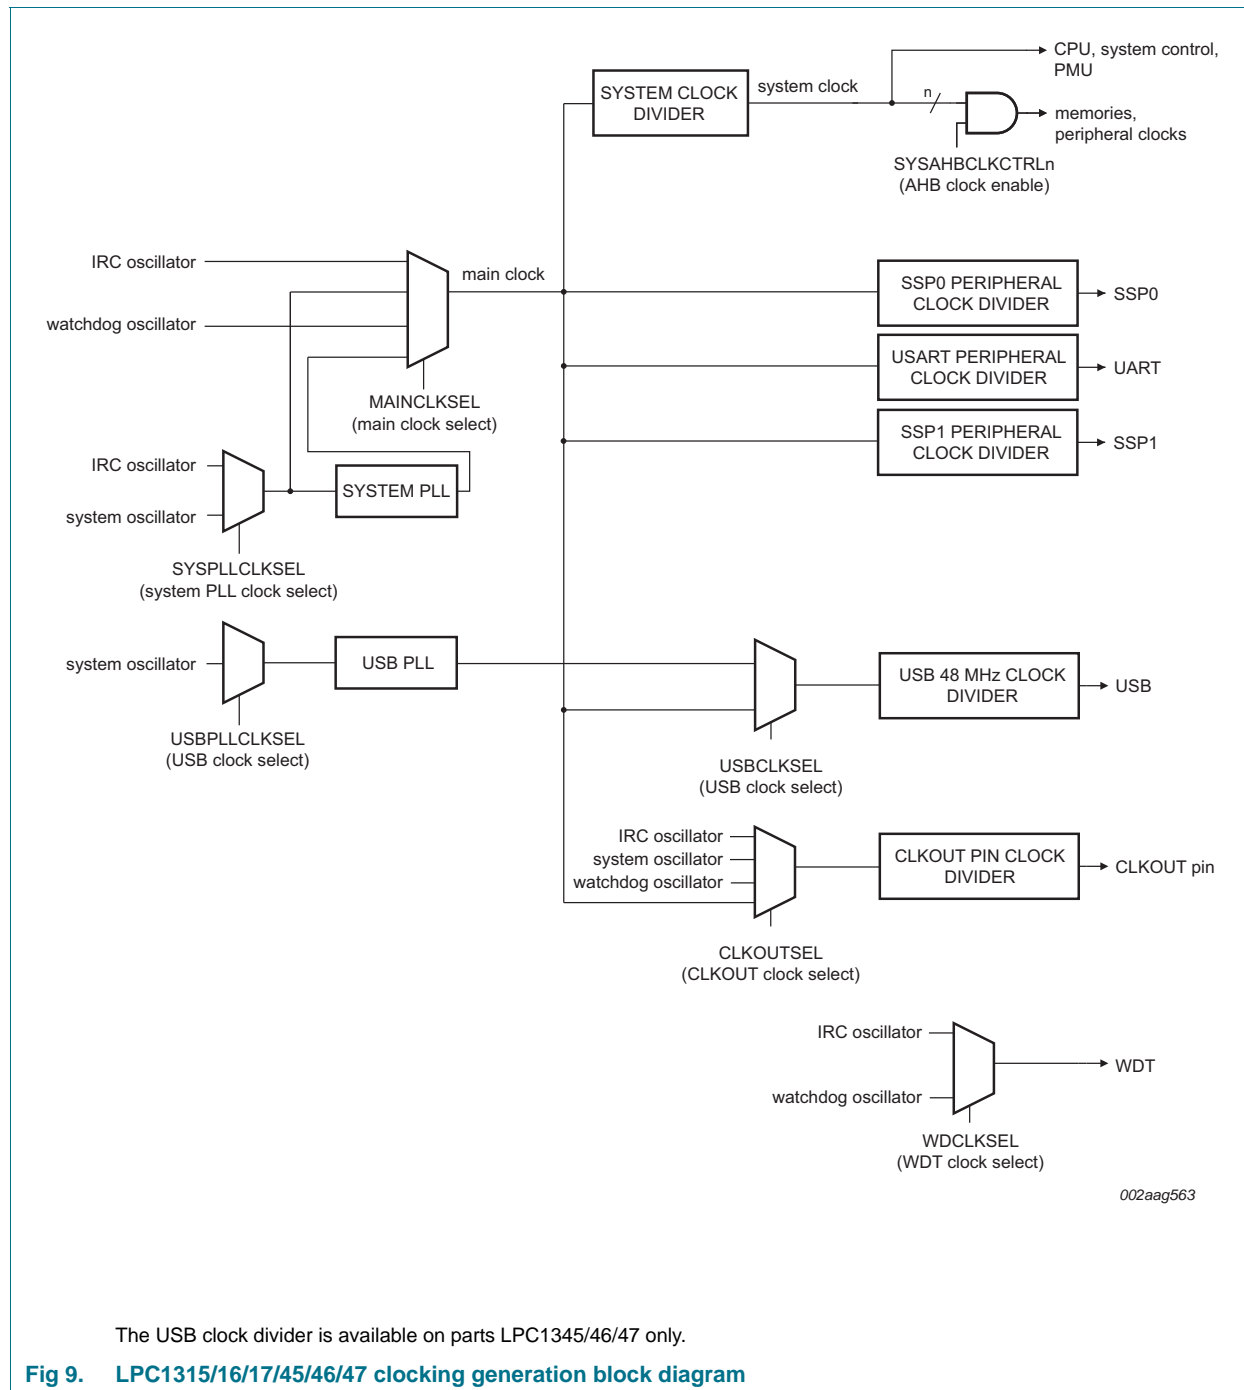 CPU, system control,
PMU
SYSTEM CLOCK
DIVIDER
system clock
n
memories,
peripheral clocks
SYSAHBCLKCTRLn
(AHB clock enable)
IRC oscillator
main clock
watchdog oscillator
MAINCLKSEL
(main clock select)
SSP0 PERIPHERAL
CLOCK DIVIDER
SSP0
USART PERIPHERAL
CLOCK DIVIDER
UART
SSP1 PERIPHERAL
CLOCK DIVIDER
SSP1
IRC oscillator
system oscillator
SYSTEM PLL
SYSPLLCLKSEL
(system PLL clock select)
system oscillator
USB PLL
USBPLLCLKSEL
(USB clock select)
USB 48 MHz CLOCK
DIVIDER
USB
USBCLKSEL
(USB clock select)
IRC oscillator
system oscillator
watchdog oscillator
CLKOUT PIN CLOCK
DIVIDER
CLKOUT pin
CLKOUTSEL
(CLKOUT clock select)
IRC oscillator
watchdog oscillator
WDT
WDCLKSEL
(WDT clock select)
002aag563
The USB clock divider is available on parts LPC1345/46/47 only.
Fig 9. LPC1315/16/17/45/46/47 clocking generation block diagram